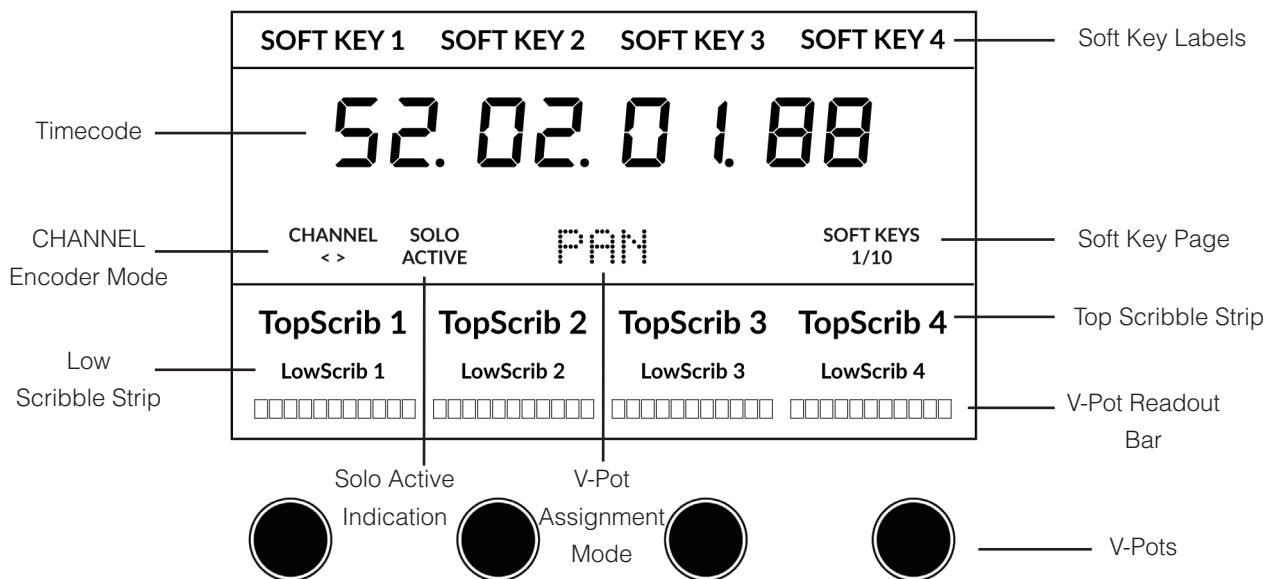 SOFT KEY 1 SOFT KEY 2 SOFT KEY 3 SOFT KEY 4
Soft Key Labels
Timecode
52. 02. 01. 88
CHANNEL
Encoder Mode
CHANNEL
< >
SOLO
ACTIVE
PAN
SOFT KEYS
1/10
Soft Key Page
TopScrib 1 TopScrib 2 TopScrib 3 TopScrib 4
Top Scribble Strip
Low
Scribble Strip
LowScrib 1 LowScrib 2 LowScrib 3 LowScrib 4
V-Pot Readout
Bar
Solo Active
Indication
V-Pot
Assignment
Mode
V-Pots